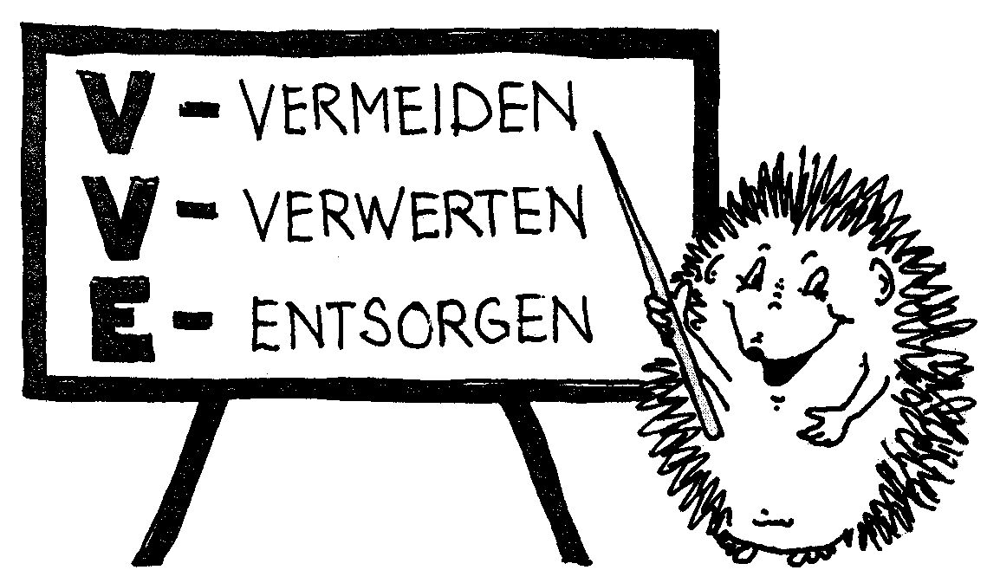 V - VERMEIDEN
V - VERWERTEN
E - ENTSORGEN